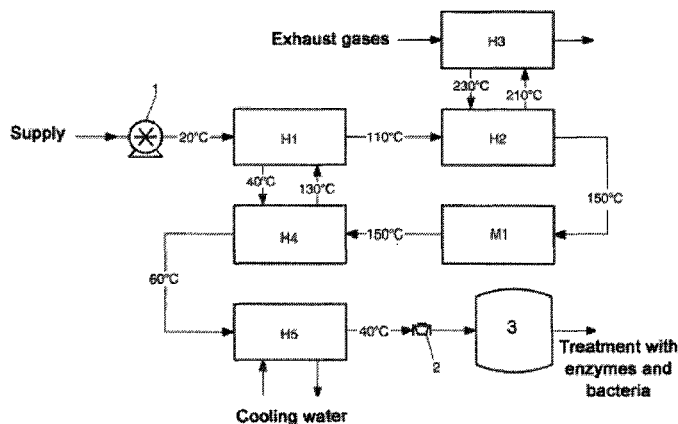 Exhaust gases
H3
1
230°C
210°C
Supply
20°C
H1
110°C
H2
40°C
130°C
150°C
H4
150°C
M1
60°C
H5
40°C
2
3
Treatment with
enzymes and
bacteria
Cooling water